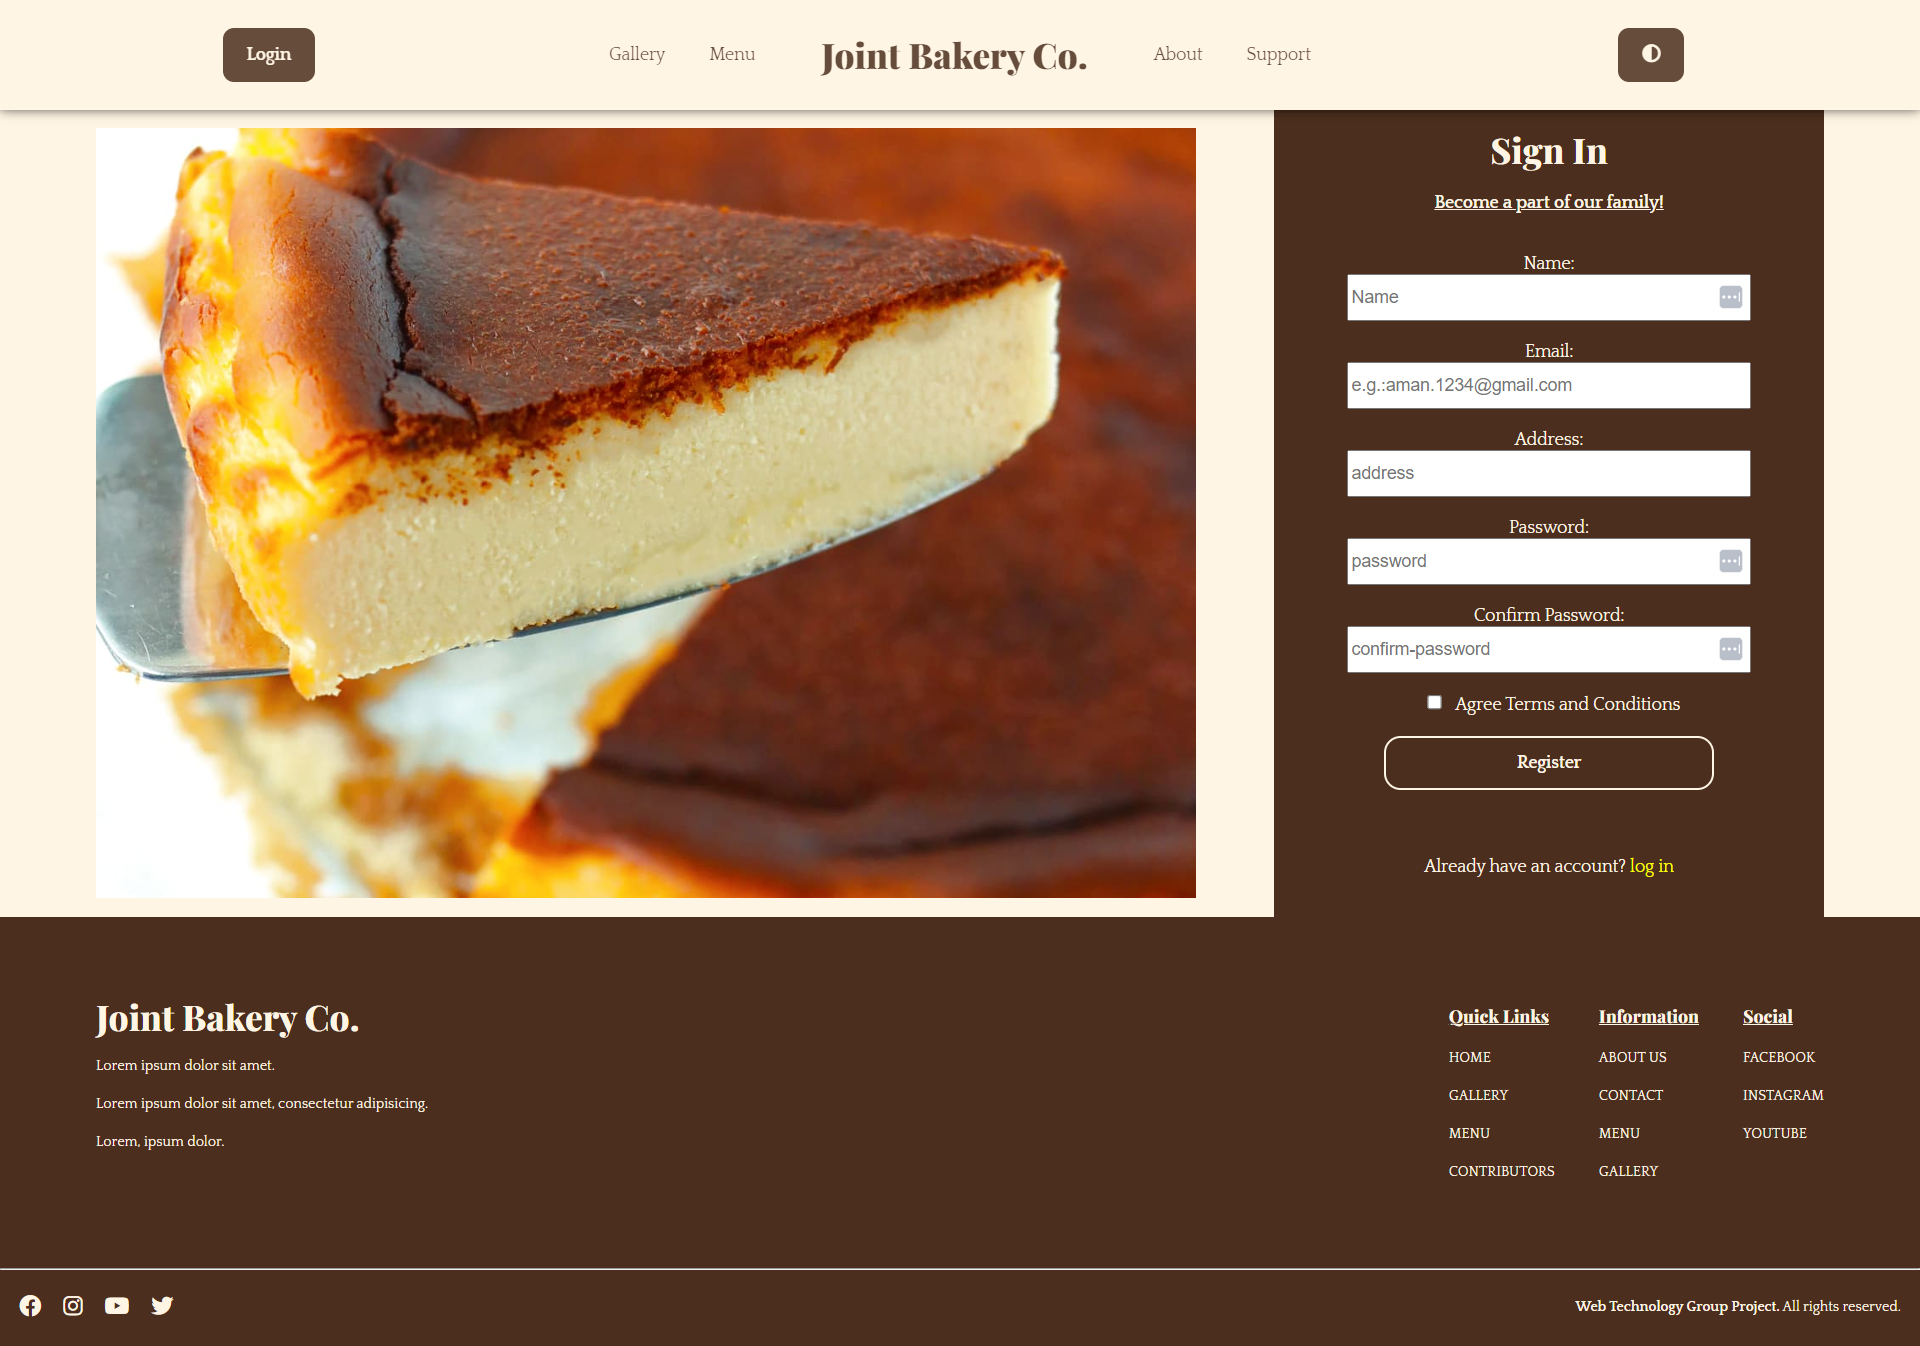 Login
Gallery
Menu
Joint Bakery Co.
About
Support
Sign In
Become a part of our family!
Name:
Name
Email:
e.g.:aman.1234@gmail.com
Address:
address
Password:
password
Confirm Password:
confirm-password
Agree Terms and Conditions
Register
Already have an account? log in
Joint Bakery Co.
Lorem ipsum dolor sit amet.
Lorem ipsum dolor sit amet, consectetur adipisicing.
Lorem, ipsum dolor.
Quick Links
HOME
GALLERY
MENU
CONTRIBUTORS
Information
ABOUT US
CONTACT
MENU
GALLERY
Social
FACEBOOK
INSTAGRAM
YOUTUBE
Web Technology Group Project. All rights reserved.